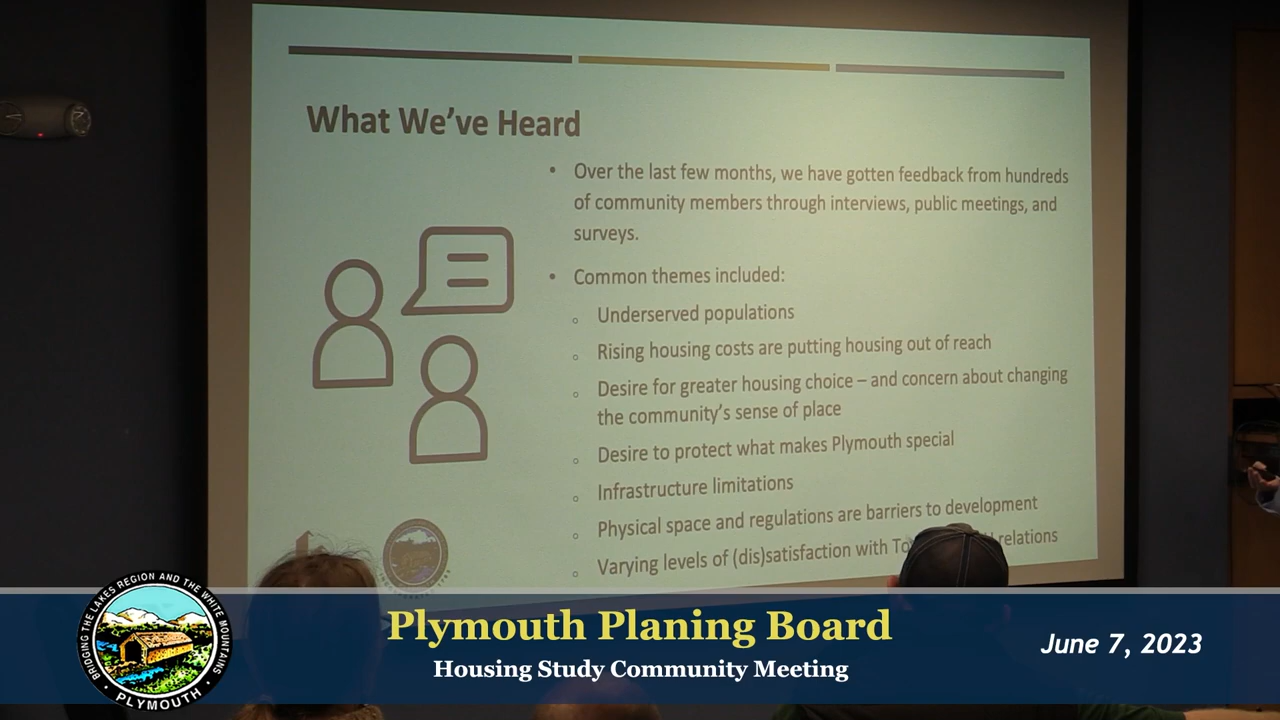 What We've Heard
• Over the last few months, we have gotten feedback from hundreds
of community members through interviews, public meetings, and
surveys.
• Common themes included:
○ Underserved populations
○ Rising housing costs are putting housing out of reach
○ Desire for greater housing choice – and concern about changing
the community's sense of place
○ Desire to protect what makes Plymouth special
○ Infrastructure limitations
○ Physical space and regulations are barriers to development
○ Varying levels of (dis)satisfaction with relations
BRIDGING THE LAKES REGION AND THE WHITE MOUNTAINS
• PLYMOUTH •
Plymouth Planing Board
Housing Study Community Meeting
June 7, 2023